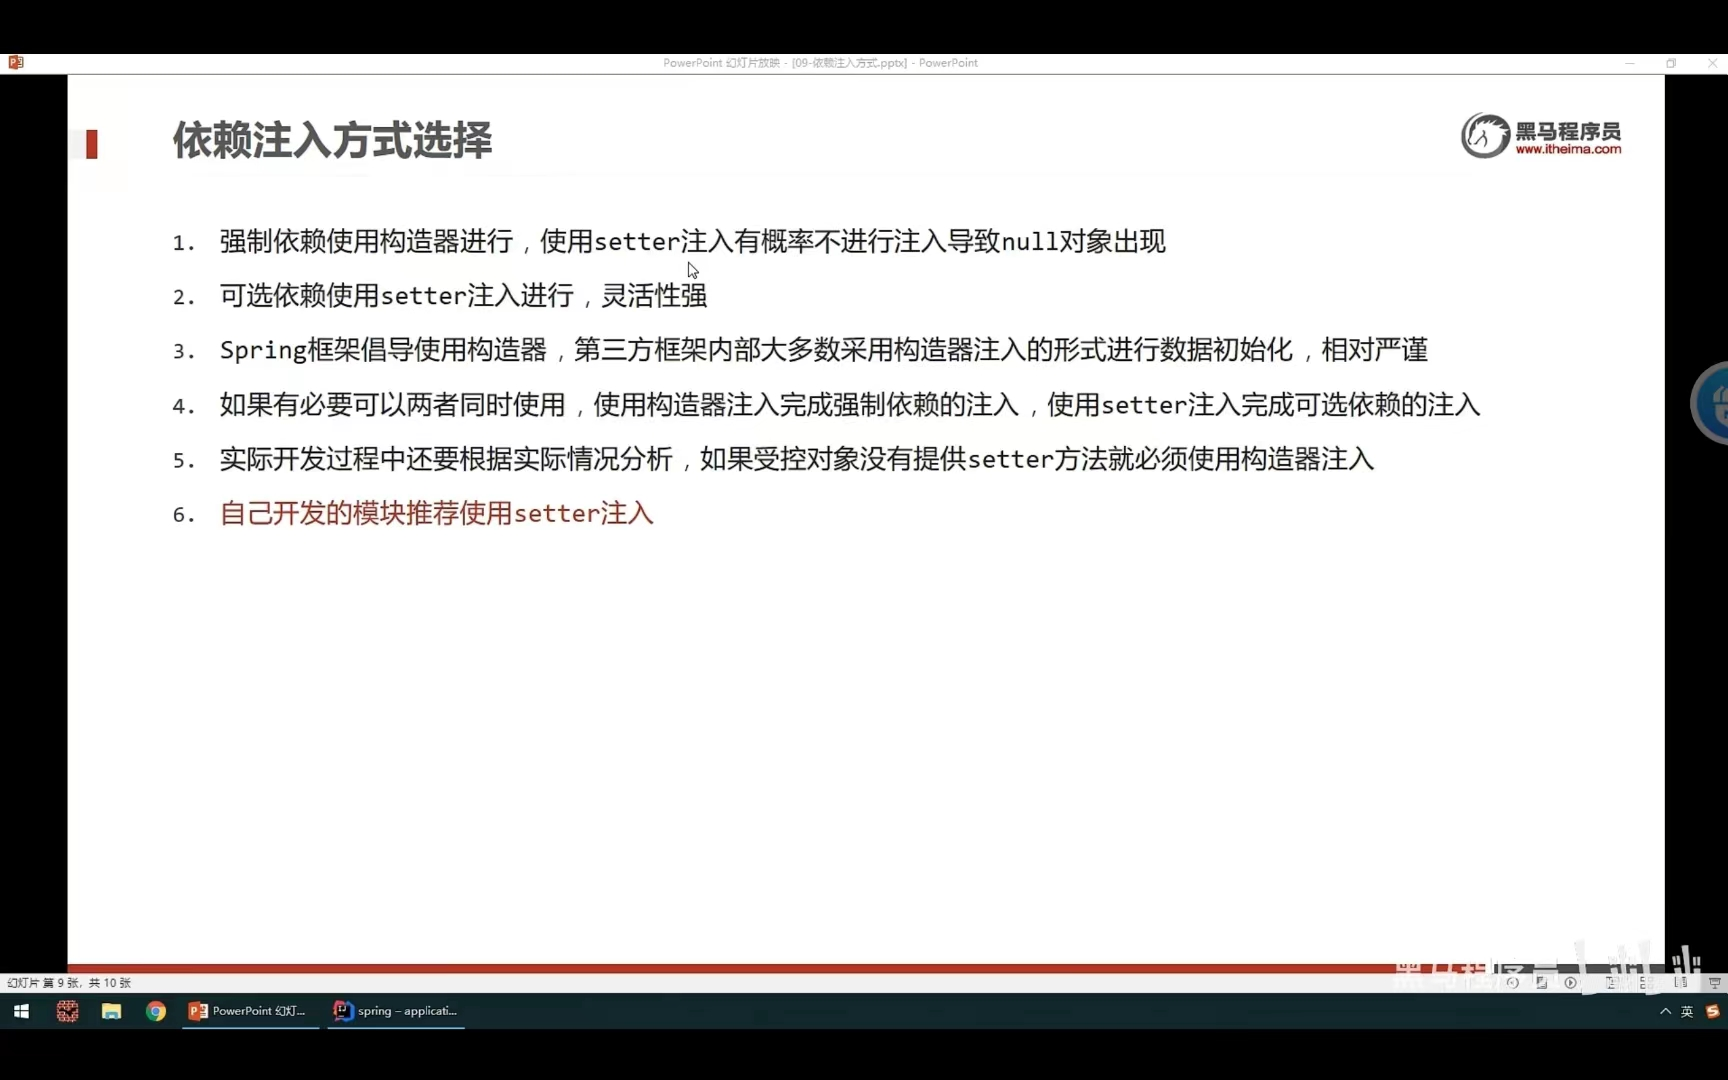 PowerPoint 幻灯片放映 - [09-依赖注入方式.pptx] - PowerPoint
依赖注入方式选择
黑马程序员
www.itheima.com
1. 强制依赖使用构造器进行，使用setter注入有概率不进行注入导致null对象出现
2. 可选依赖使用setter注入进行，灵活性强
3. Spring框架倡导使用构造器，第三方框架内部大多数采用构造器注入的形式进行数据初始化，相对严谨
4. 如果有必要可以两者同时使用，使用构造器注入完成强制依赖的注入，使用setter注入完成可选依赖的注入
5. 实际开发过程中还要根据实际情况分析，如果受控对象没有提供setter方法就必须使用构造器注入
6. 自己开发的模块推荐使用setter注入
幻灯片 第 9 张，共 10 张
黑马程序员
PowerPoint 幻灯...
spring – applicati...
英